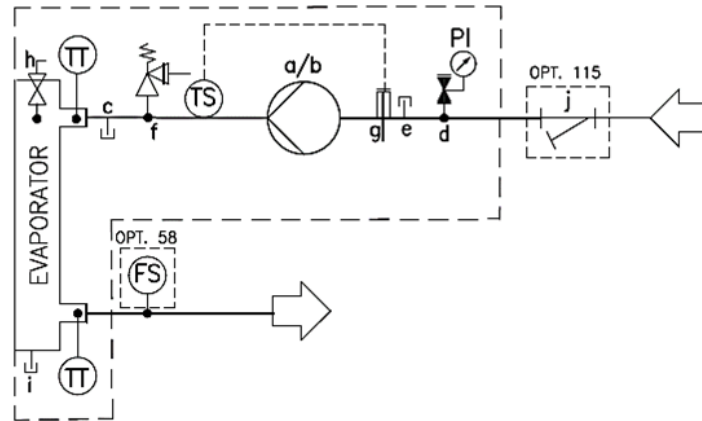 h
TT
c
f
TS
a/b
g
e
d
PI
OPT. 115
j
EVAPORATOR
OPT. 58
FS
i
TT